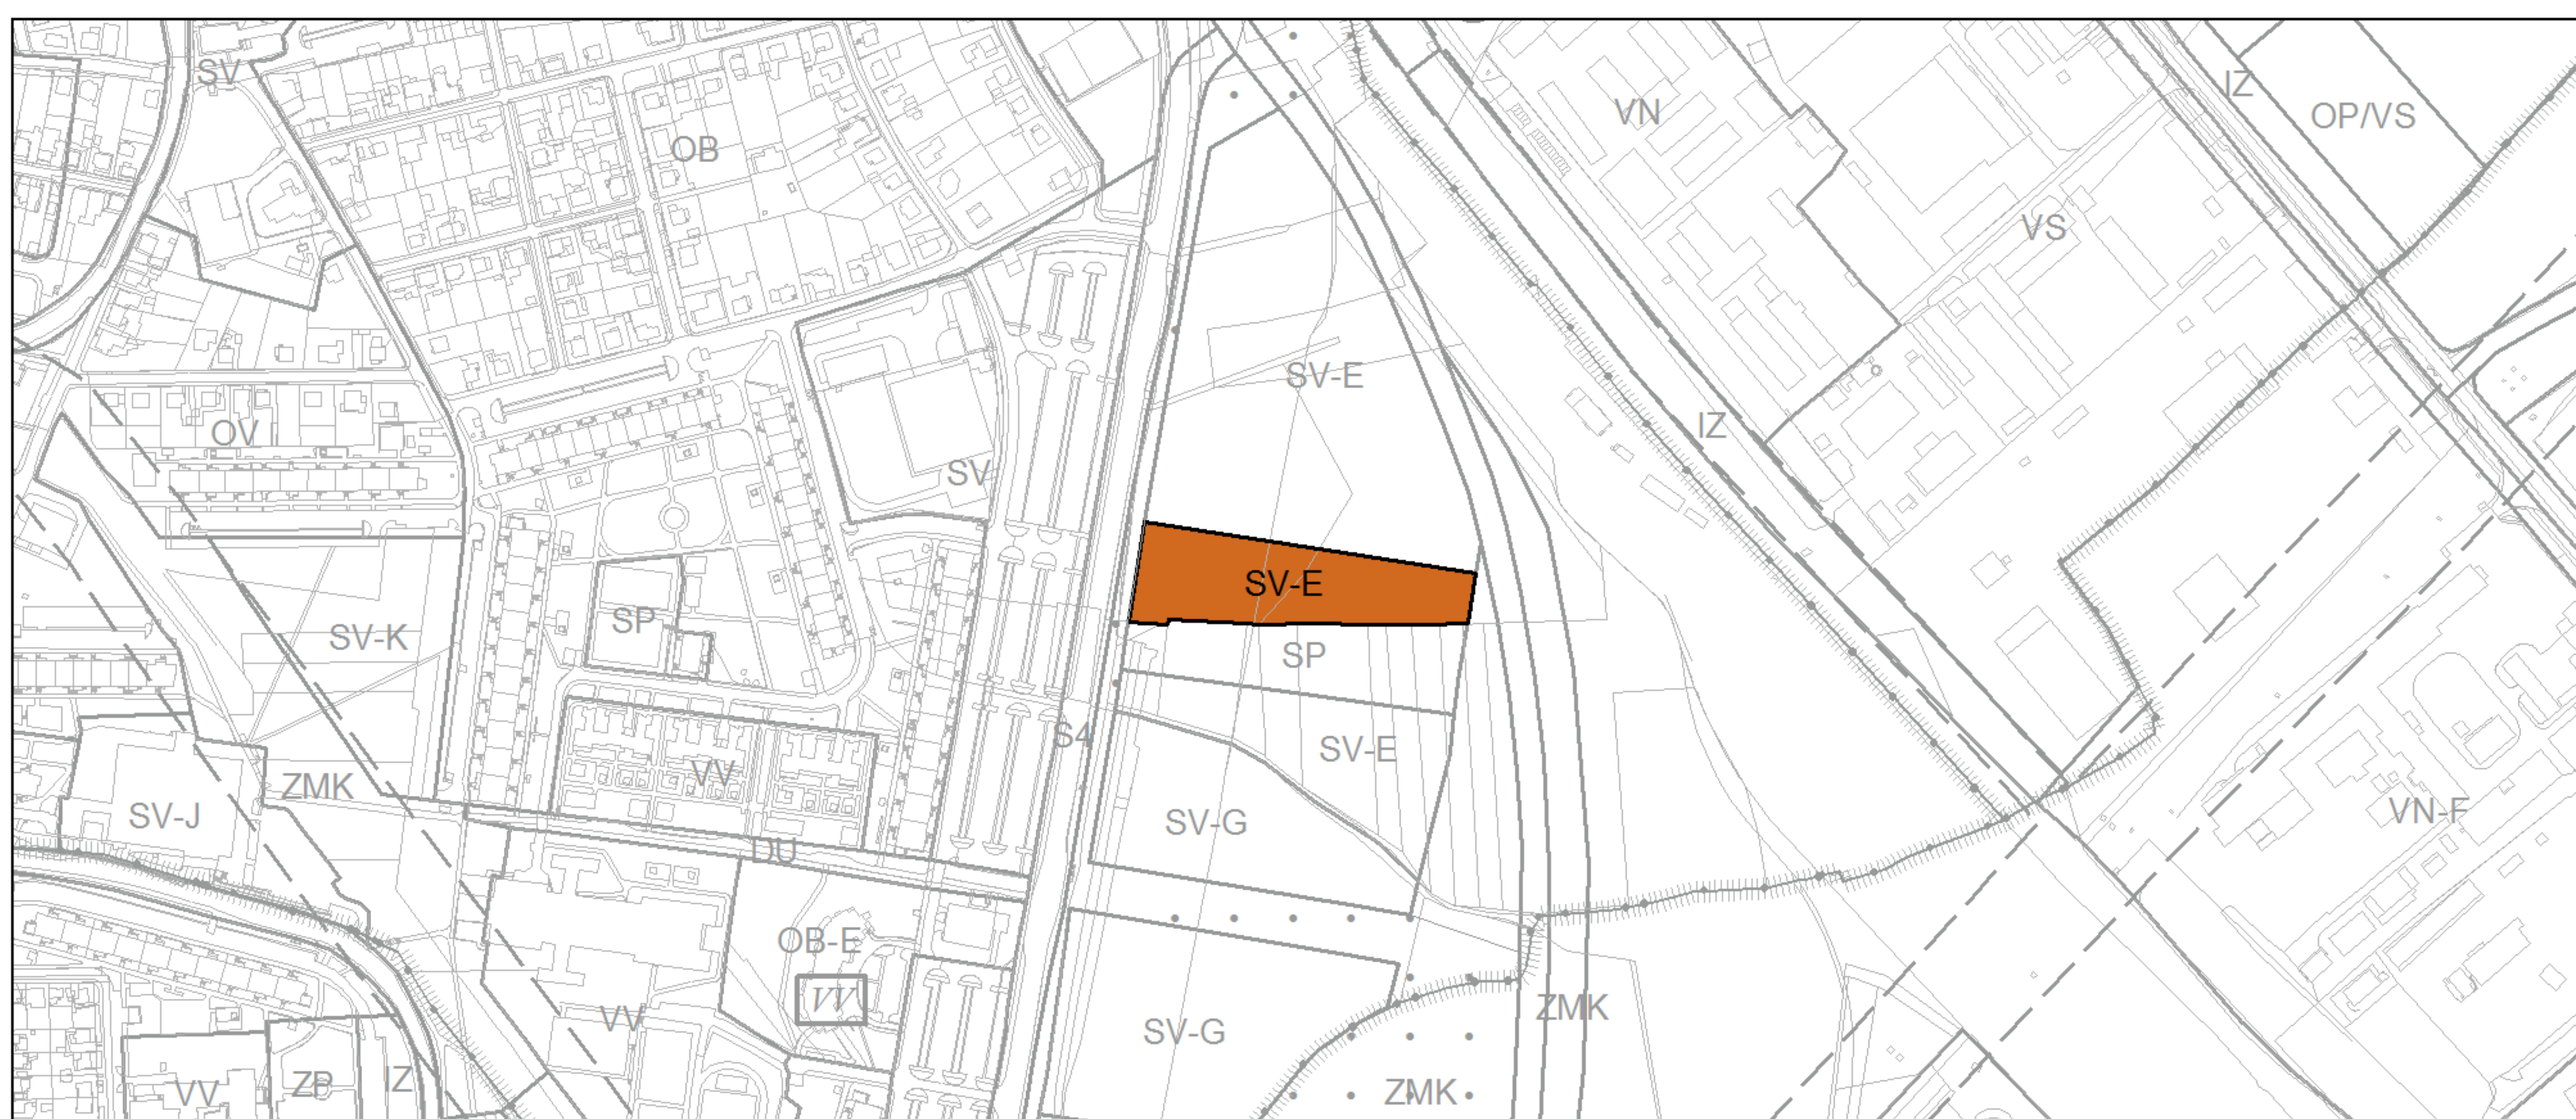 SV
IZ
OP/VS
VN
OB
VS
SV-E
IZ
OV
SV
SV-E
SP
SV-K
SP
S4
SV-E
VV
ZMK
SV-J
SV-G
VN-F
DU
OB-E
VV
ZMK
VV
SV-G
IZ
ZP
VV
ZMK